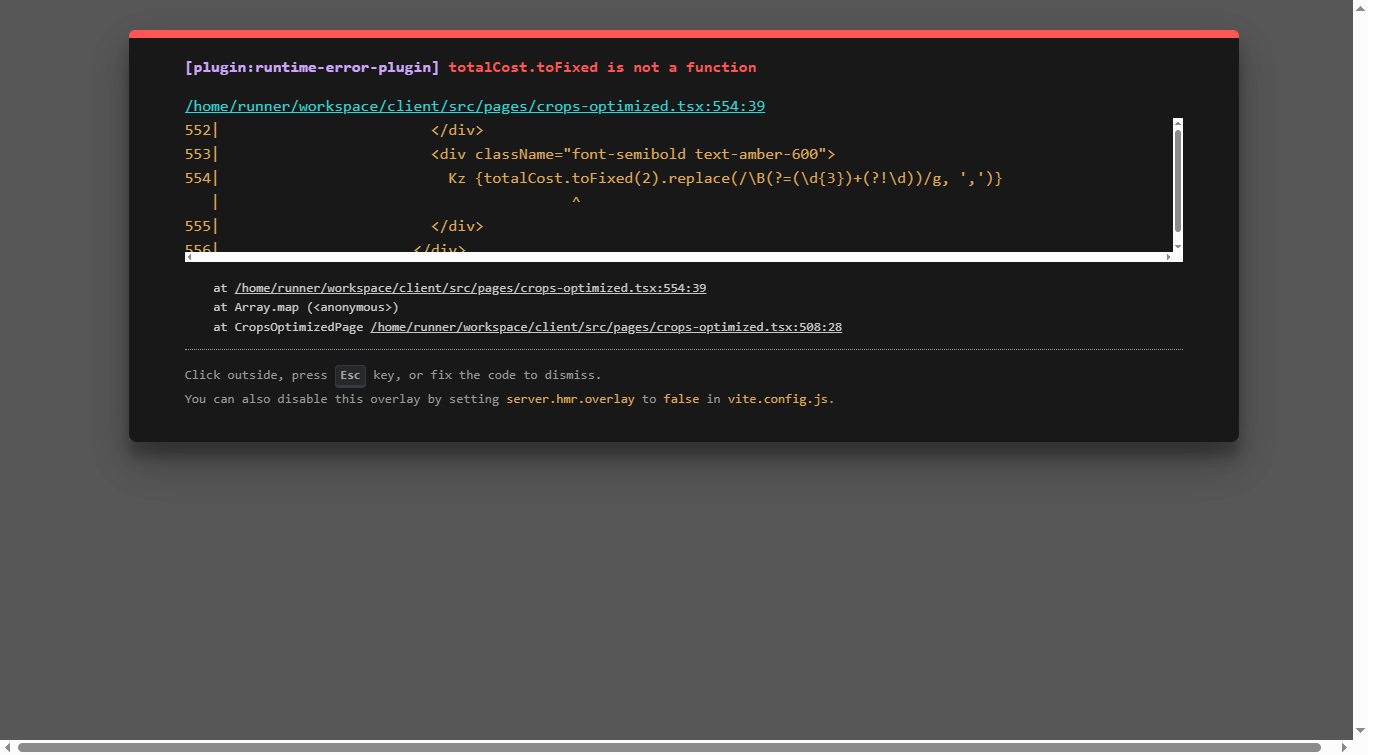 [plugin:runtime-error-plugin] totalCost.toFixed is not a function
/home/runner/workspace/client/src/pages/crops-optimized.tsx:554:39
552|                        </div>
553|                        <div className="font-semibold text-amber-600">
554|                          Kz {totalCost.toFixed(2).replace(/\B(?=(\d{3})+(?!\d))/g, ',')}
   |                                        ^
555|                        </div>
556|                      </div>
at /home/runner/workspace/client/src/pages/crops-optimized.tsx:554:39
at Array.map (<anonymous>)
at CropsOptimizedPage /home/runner/workspace/client/src/pages/crops-optimized.tsx:508:28
Click outside, press Esc key, or fix the code to dismiss.
You can also disable this overlay by setting server.hmr.overlay to false in vite.config.js.